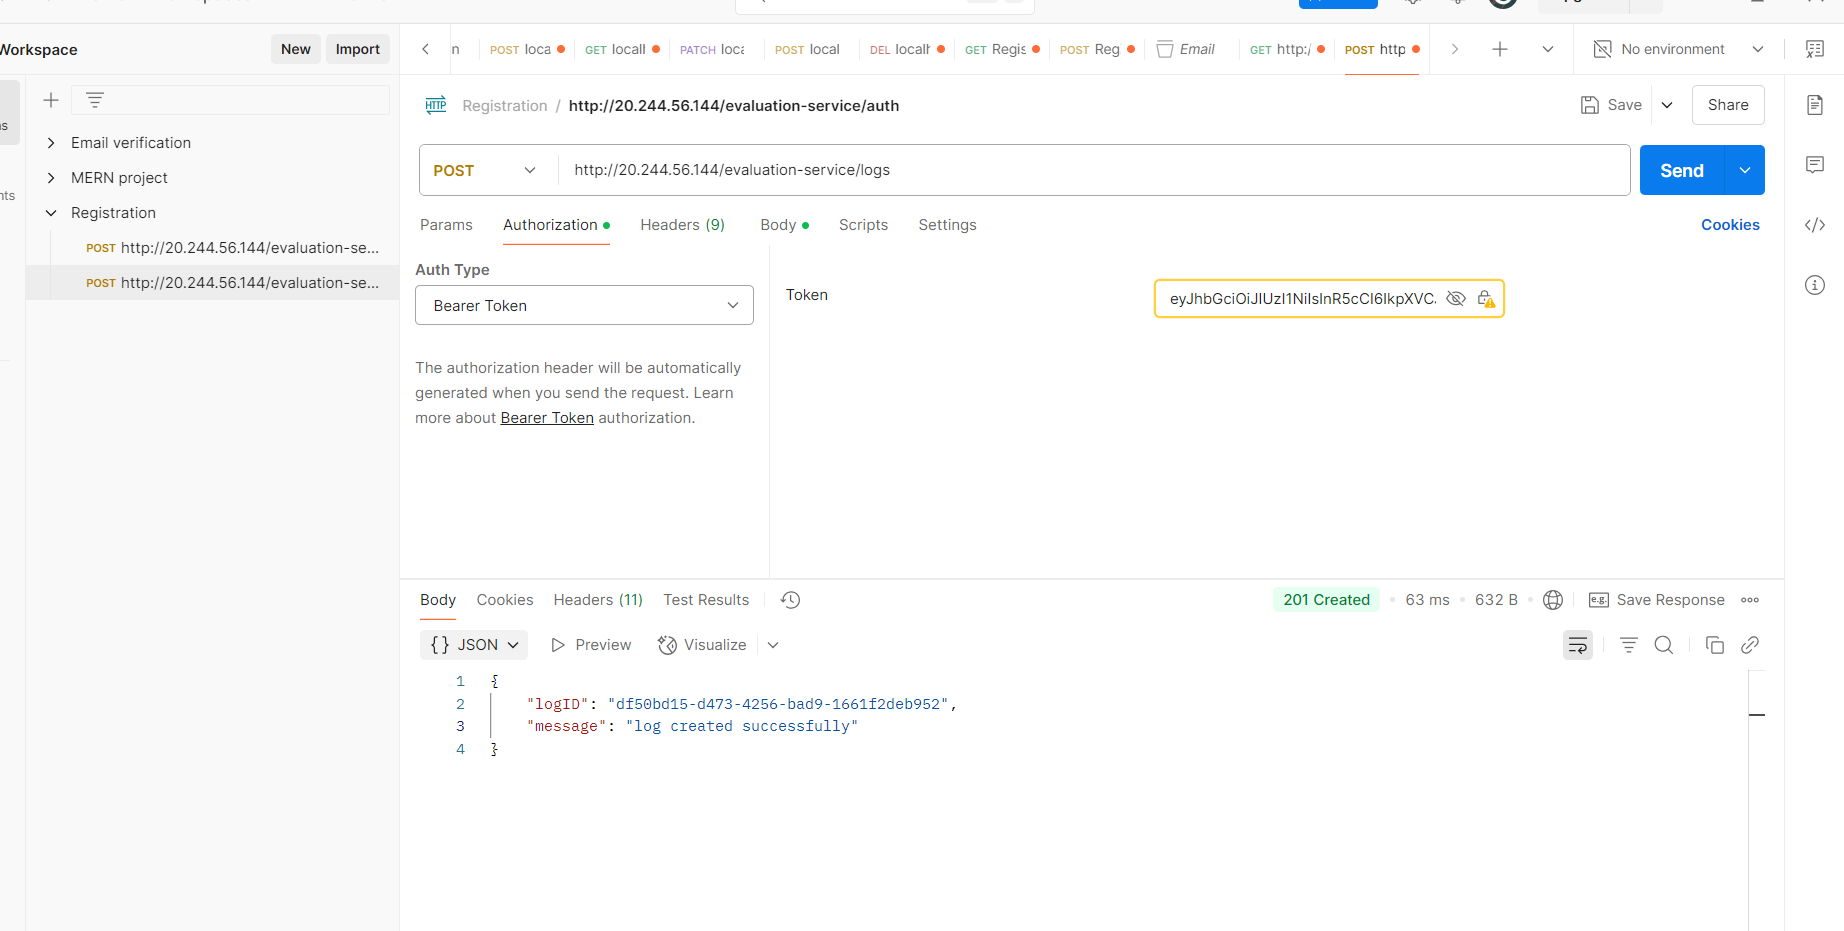 Workspace
New
Import
n
POST loca
GET locall
PATCH loca
POST local
DEL localh
GET Regis
POST Reg
Email
GET http:/
POST http
No environment
Registration / http://20.244.56.144/evaluation-service/auth
Save
Share
Email verification
MERN project
Registration
POST http://20.244.56.144/evaluation-se...
POST http://20.244.56.144/evaluation-se...
POST
http://20.244.56.144/evaluation-service/logs
Send
Params
Authorization
Headers (9)
Body
Scripts
Settings
Cookies
Auth Type
Bearer Token
The authorization header will be automatically
generated when you send the request. Learn
more about Bearer Token authorization.
Token
Body
Cookies
Headers (11)
Test Results
201 Created
63 ms
632 B
e.g.
Save Response
{} JSON
Preview
Visualize
1 {
2 "logID": "df50bd15-d473-4256-bad9-1661f2deb952",
3 "message": "log created successfully"
4 }